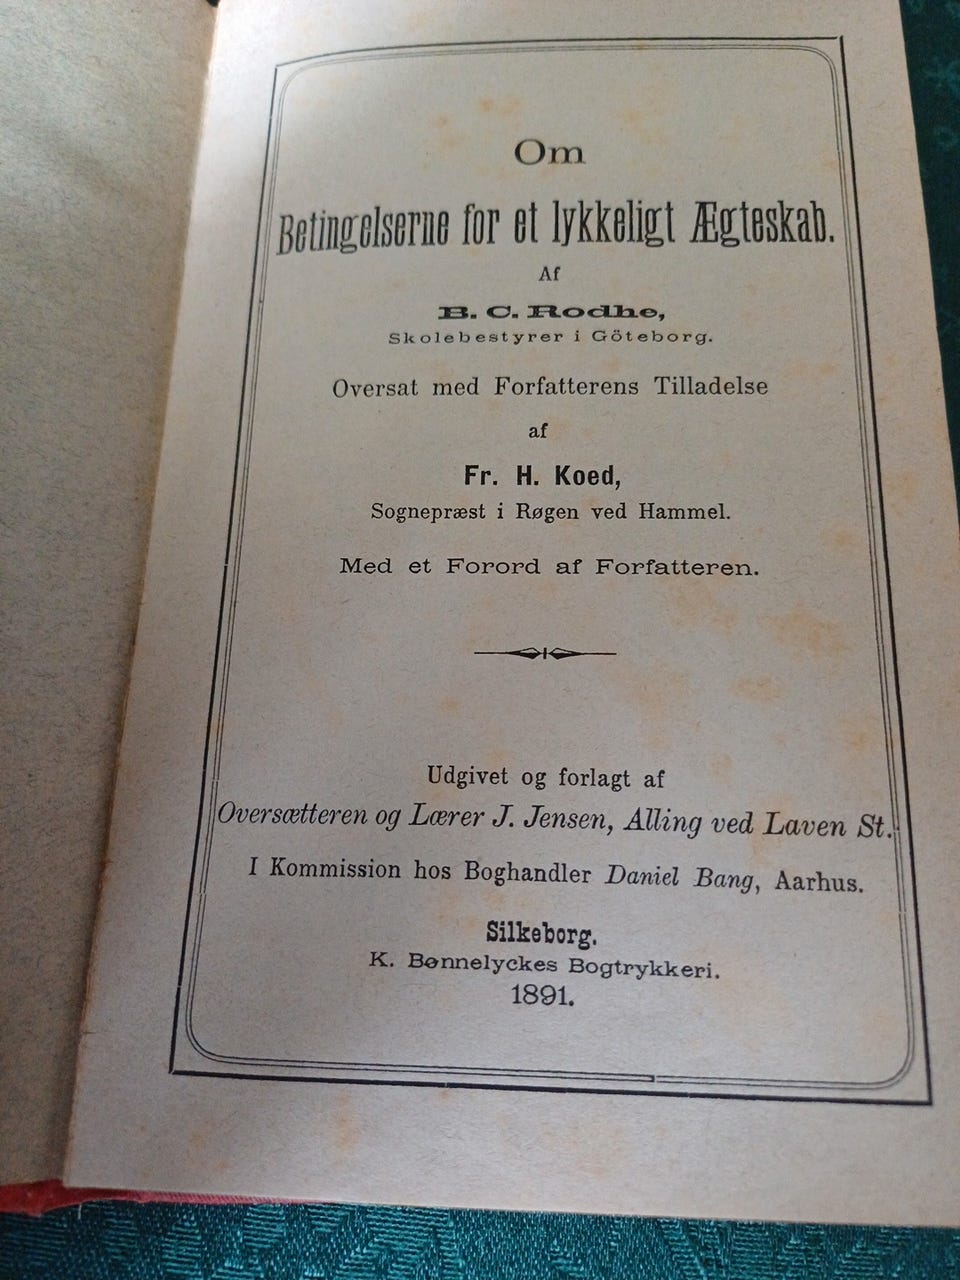 Om
Betingelserne for et lykkeligt Ægteskab.
Af
B. C. Rodhe,
Skolebestyrer i Göteborg.
Oversat med Forfatterens Tilladelse
af
Fr. H. Koed,
Sognepræst i Røgen ved Hammel.
Med et Forord af Forfatteren.
Udgivet og forlagt af
Oversætteren og Lærer J. Jensen, Alling ved Laven St.
I Kommission hos Boghandler Daniel Bang, Aarhus.
Silkeborg.
K. Bønnelyckes Bogtrykkeri.
1891.